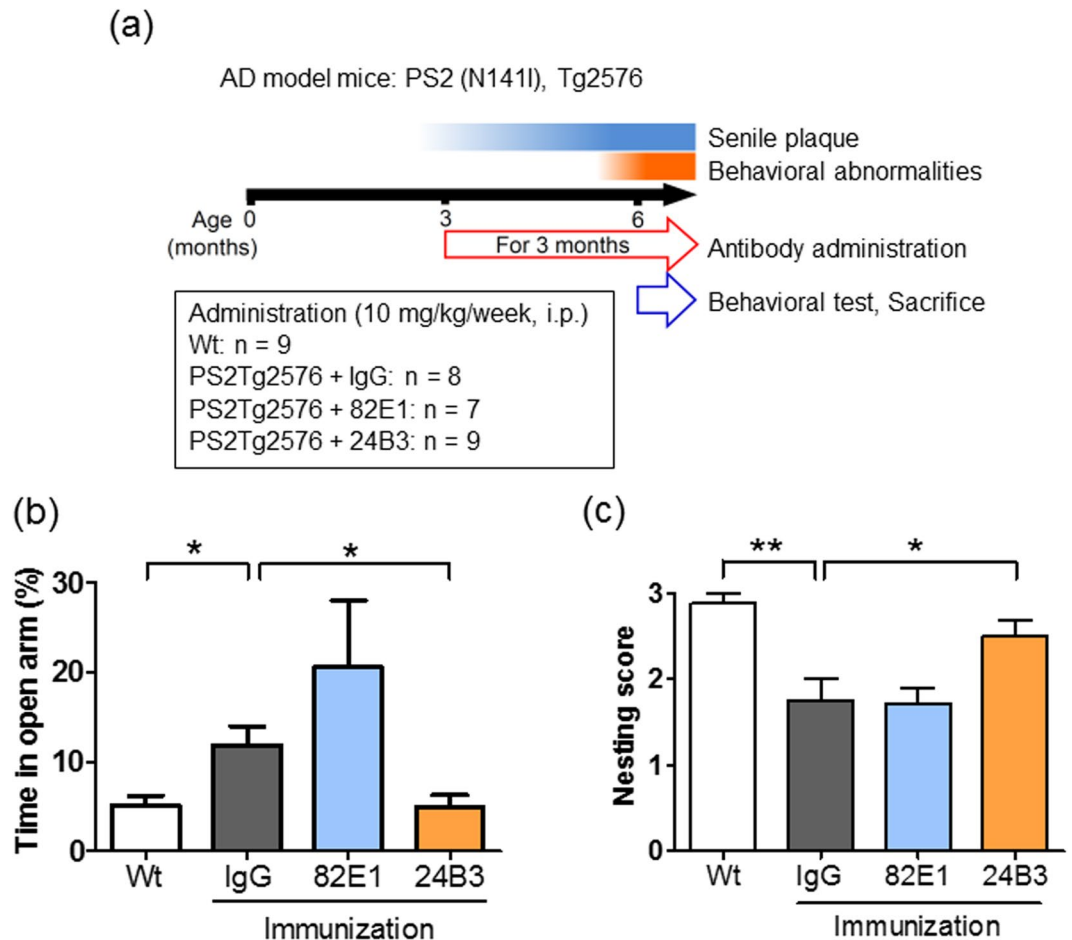 (a)
AD model mice: PS2 (N141I), Tg2576
Senile plaque
Behavioral abnormalities
Age 0 3 6
(months)
For 3 months Antibody administration
Behavioral test, Sacrifice
Administration (10 mg/kg/week, i.p.)
Wt: n = 9
PS2Tg2576 + IgG: n = 8
PS2Tg2576 + 82E1: n = 7
PS2Tg2576 + 24B3: n = 9
(b)
* *
Time in open arm (%)
30
20
10
0
Wt IgG 82E1 24B3
Immunization
(c)
** *
Nesting score
3
2
1
0
Wt IgG 82E1 24B3
Immunization